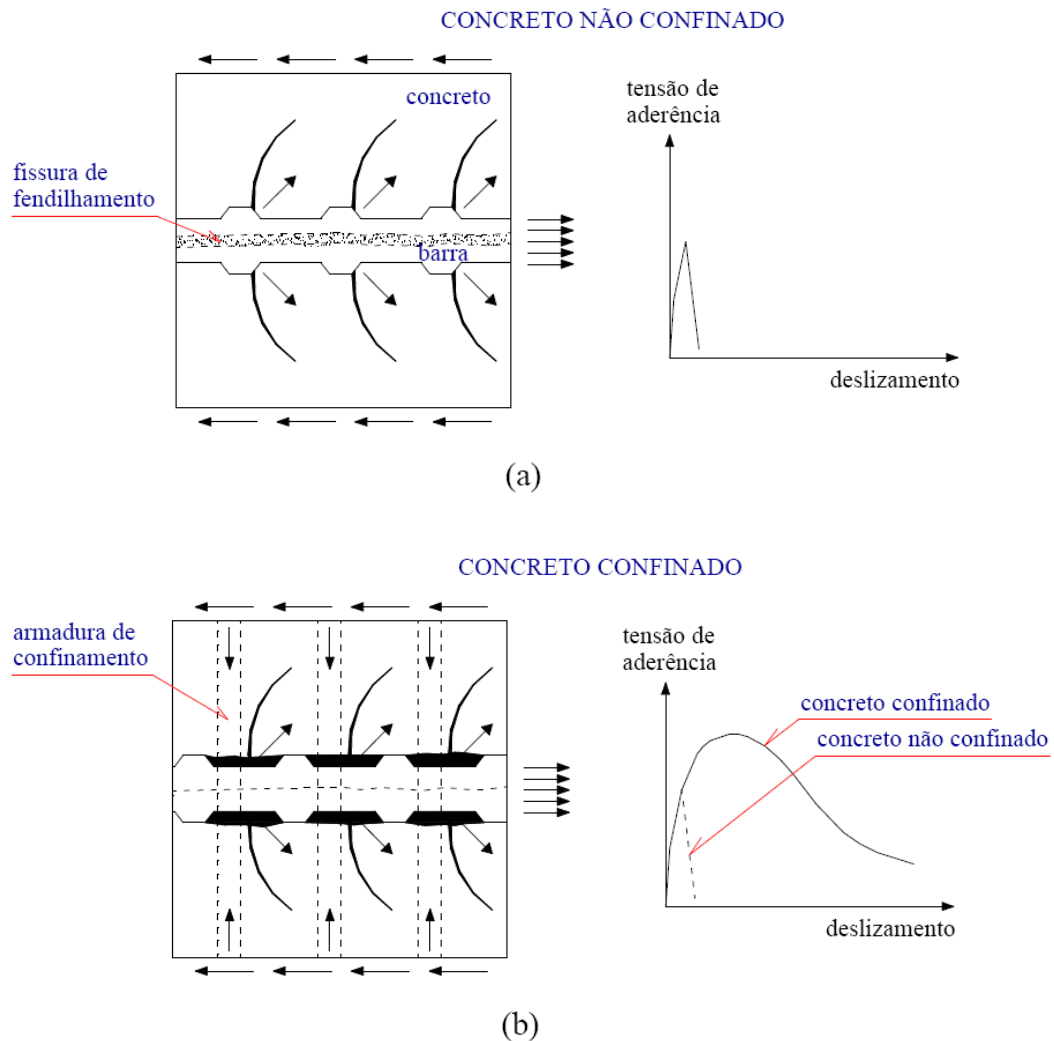 CONCRETO NÃO CONFINADO
concreto
fissura de
fendilhamento
barra
tensão de
aderência
deslizamento
(a)
CONCRETO CONFINADO
armadura de
confinamento
tensão de
aderência
concreto confinado
concreto não confinado
deslizamento
(b)